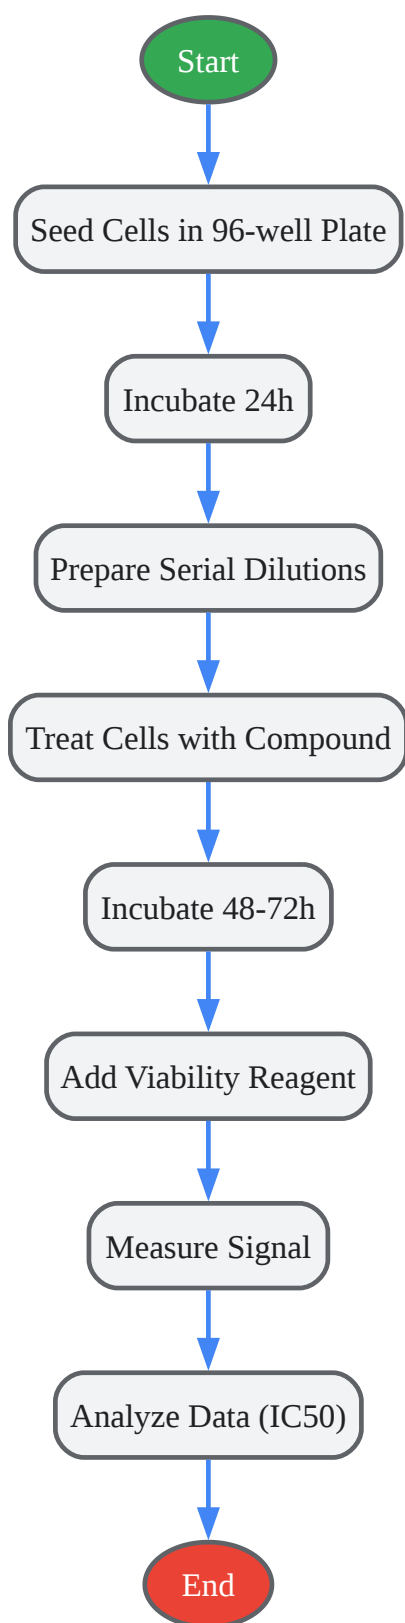 Start
Seed Cells in 96-well Plate
Incubate 24h
Prepare Serial Dilutions
Treat Cells with Compound
Incubate 48-72h
Add Viability Reagent
Measure Signal
Analyze Data (IC50)
End